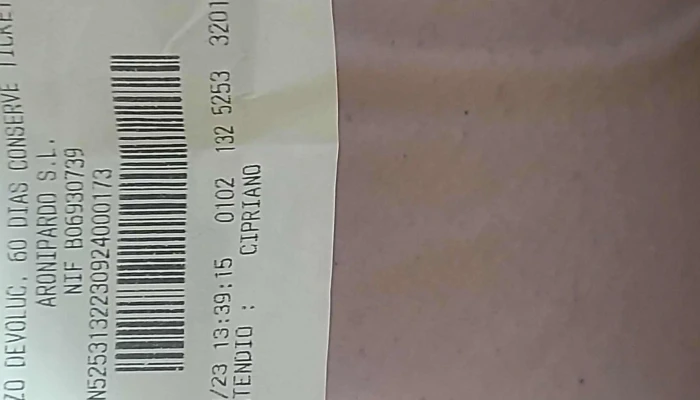 ZO DEVOLUC. 60 DIAS CONSERVE TICKET
ARONIPARDO S.L.
NIF B06930739
N52531322309240001​73
/23 13:39:15 0102 132 5253 3201
TENDIO : CIPRIANO